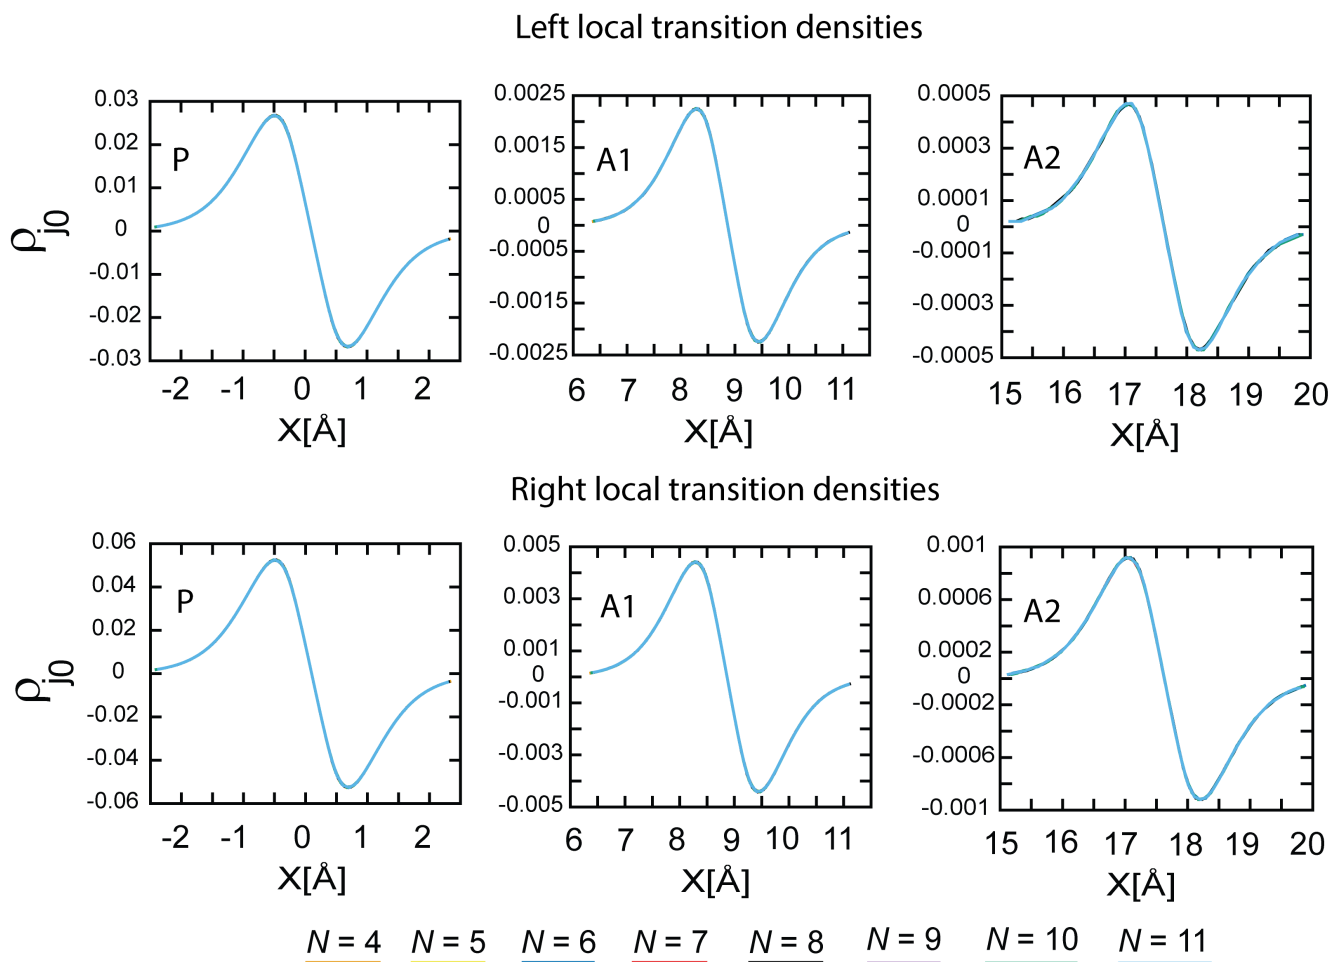 Left local transition densities
0.03
0.02
0.01
0
-0.01
-0.02
-0.03
ρj0
P
-2 -1 0 1 2
X[Å]
0.0025
0.0015
0.0005
0
-0.0005
-0.0015
-0.0025
A1
6 7 8 9 10 11
X[Å]
0.0005
0.0003
0.0001
0
-0.0001
-0.0003
-0.0005
A2
15 16 17 18 19 20
X[Å]
Right local transition densities
0.06
0.04
0.02
0
-0.02
-0.04
-0.06
ρj0
P
-2 -1 0 1 2
X[Å]
0.005
0.003
0.001
0
-0.001
-0.003
-0.005
A1
6 7 8 9 10 11
X[Å]
0.001
0.0006
0.0002
0
-0.0002
-0.0006
-0.001
A2
15 16 17 18 19 20
X[Å]
N = 4 N = 5 N = 6 N = 7 N = 8 N = 9 N = 10 N = 11